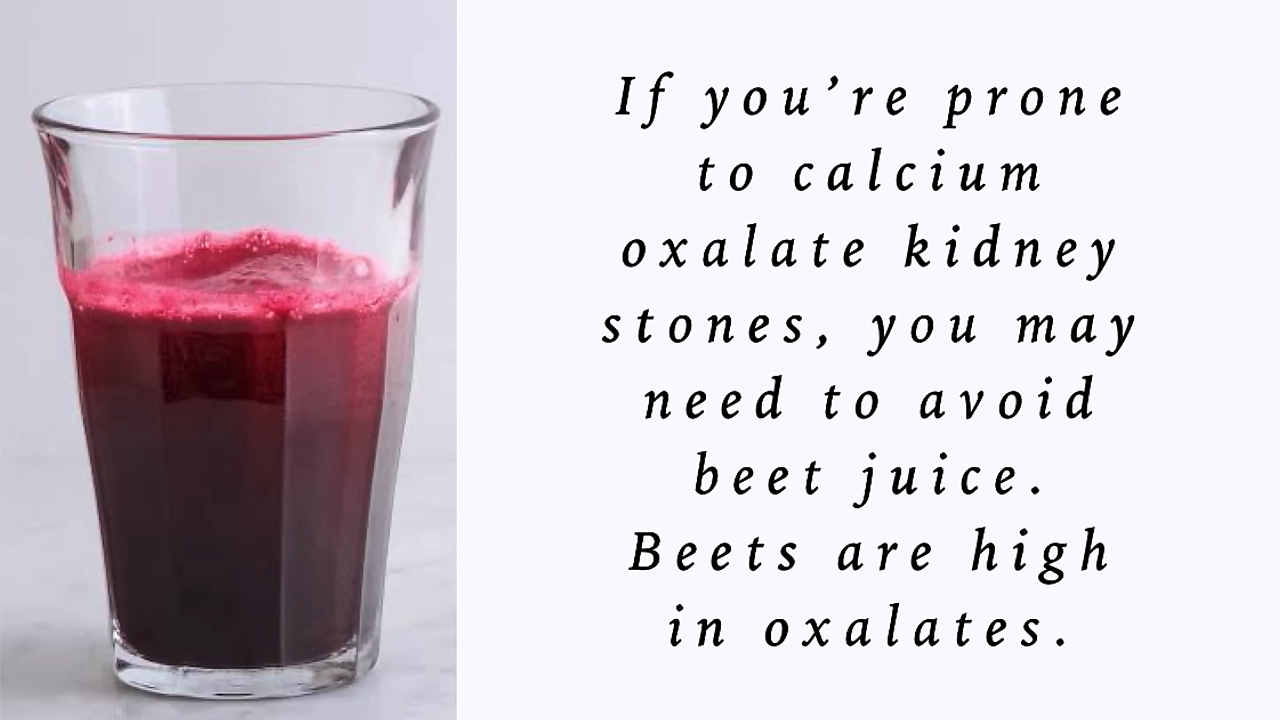 If you’re prone
to calcium
oxalate kidney
stones, you may
need to avoid
beet juice.
Beets are high
in oxalates.